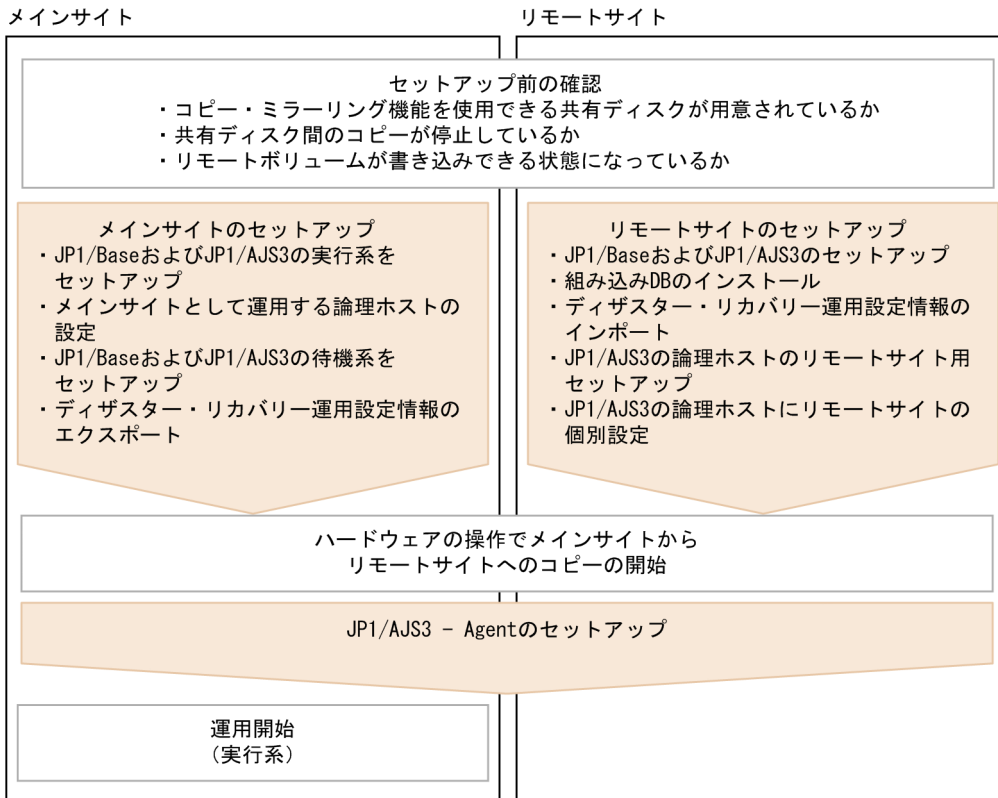 メインサイト
リモートサイト
セットアップ前の確認
・コピー・ミラーリング機能を使用できる共有ディスクが用意されているか
・共有ディスク間のコピーが停止しているか
・リモートボリュームが書き込みできる状態になっているか
メインサイトのセットアップ
・JP1/BaseおよびJP1/AJS3の実行系を
セットアップ
・メインサイトとして運用する論理ホストの
設定
・JP1/BaseおよびJP1/AJS3の待機系を
セットアップ
・ディザスター・リカバリー運用設定情報の
エクスポート
リモートサイトのセットアップ
・JP1/BaseおよびJP1/AJS3のセットアップ
・組み込みDBのインストール
・ディザスター・リカバリー運用設定情報の
インポート
・JP1/AJS3の論理ホストのリモートサイト用
セットアップ
・JP1/AJS3の論理ホストにリモートサイトの
個別設定
ハードウェアの操作でメインサイトから
リモートサイトへのコピーの開始
JP1/AJS3 － Agentのセットアップ
運用開始
（実行系）